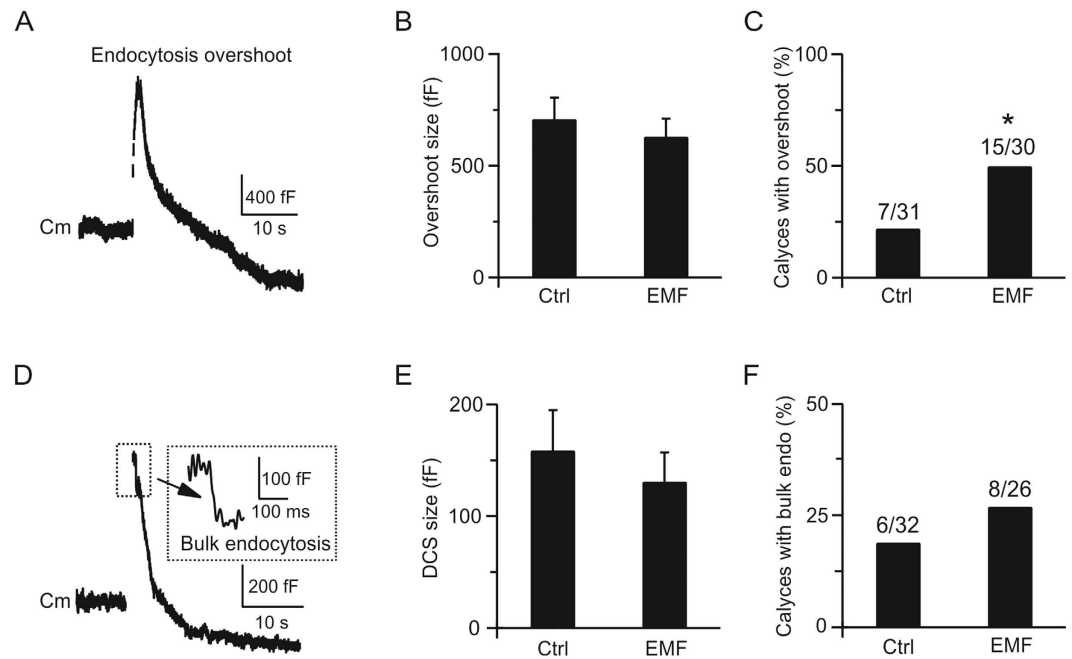 A
Endocytosis overshoot
Cm
400 fF
10 s
B
Overshoot size (fF)
1000
500
0
Ctrl
EMF
C
Calyces with overshoot (%)
100
50
0
7/31
*
15/30
Ctrl
EMF
D
Cm
100 fF
100 ms
Bulk endocytosis
200 fF
10 s
E
DCS size (fF)
200
100
0
Ctrl
EMF
F
Calyces with bulk endo (%)
50
25
0
6/32
8/26
Ctrl
EMF